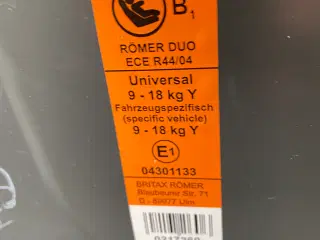 B1
RÖMER DUO
ECE R44/04
Universal
9 - 18 kg Y
Fahrzeugspezifisch
(specific vehicle)
9 - 18 kg Y
E1
04301133
BRITAX RÖMER
Blaubeurer Str. 71
D - 89077 Ulm